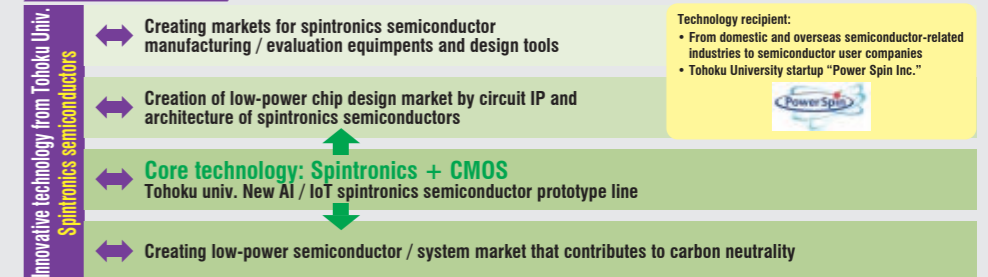 Innovative technology from Tohoku Univ.
Spintronics semiconductors
Creating markets for spintronics semiconductor
manufacturing / evaluation equimpents and design tools
Technology recipient:
• From domestic and overseas semiconductor-related
industries to semiconductor user companies
• Tohoku University startup “Power Spin Inc.”
Power Spin
Creation of low-power chip design market by circuit IP and
architecture of spintronics semiconductors
Core technology: Spintronics + CMOS
Tohoku univ. New AI / IoT spintronics semiconductor prototype line
Creating low-power semiconductor / system market that contributes to carbon neutrality